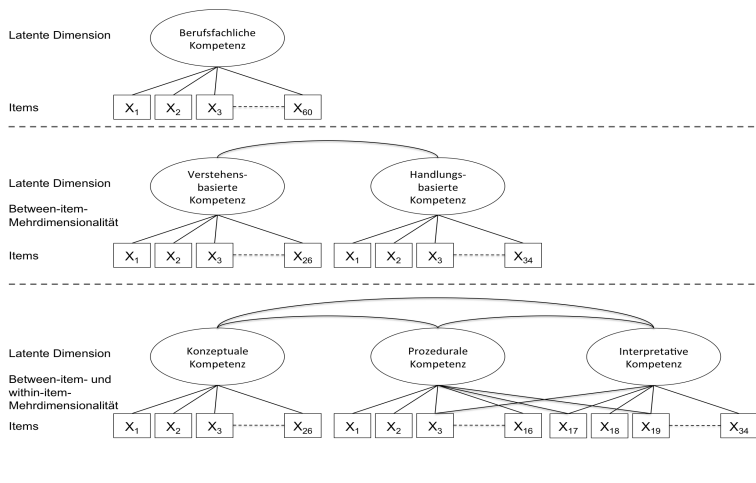 Latente Dimension
Berufsfachliche
Kompetenz
Items
X1 X2 X3 X60
Latente Dimension
Between-item-
Mehrdimensionalität
Verstehens-
basierte
Kompetenz
Handlungs-
basierte
Kompetenz
Items
X1 X2 X3 X26 X1 X2 X3 X34
Latente Dimension
Between-item- und
within-item-
Mehrdimensionalität
Konzeptuale
Kompetenz
Prozedurale
Kompetenz
Interpretative
Kompetenz
Items
X1 X2 X3 X26 X1 X2 X3 X16 X17 X18 X19 X34